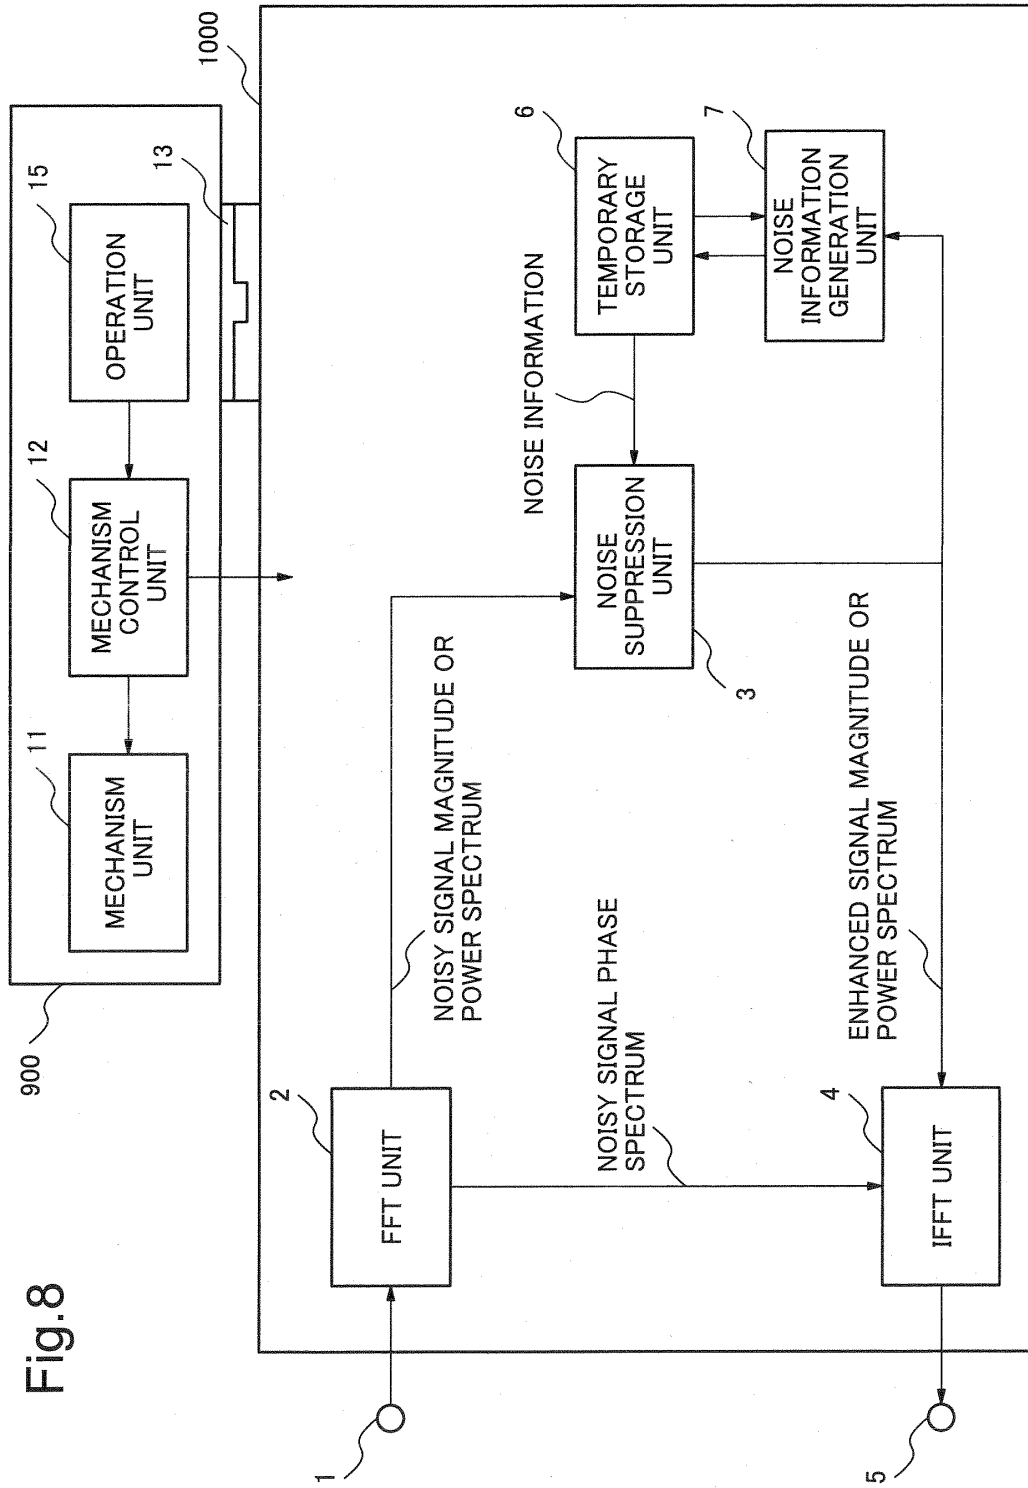 Fig.8
900
11
MECHANISM
UNIT
12
MECHANISM
CONTROL
UNIT
15
OPERATION
UNIT
13
1000
1
2
FFT UNIT
NOISY SIGNAL MAGNITUDE OR
POWER SPECTRUM
NOISY SIGNAL PHASE
SPECTRUM
3
NOISE
SUPPRESSION
UNIT
NOISE INFORMATION
6
TEMPORARY
STORAGE
UNIT
7
NOISE
INFORMATION
GENERATION
UNIT
ENHANCED SIGNAL MAGNITUDE OR
POWER SPECTRUM
4
IFFT UNIT
5